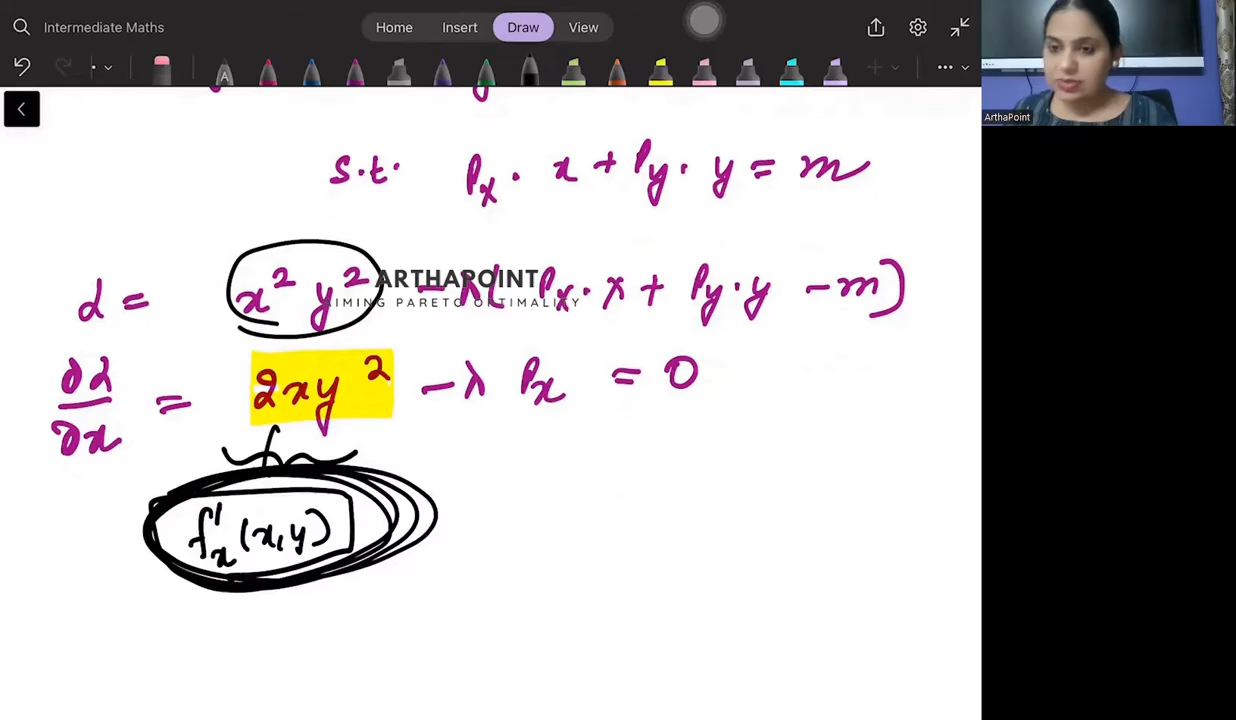 Intermediate Maths
Home Insert Draw View
A
ArthaPoint
s.t. Px · x + Py · y = m
ARTHAPOINT
AIMING PARETO OPTIMALITY
L = x² y² - λ( Px · x + Py · y - m)
∂L/∂x = 2xy² - λ Px = 0
f'x (x,y)